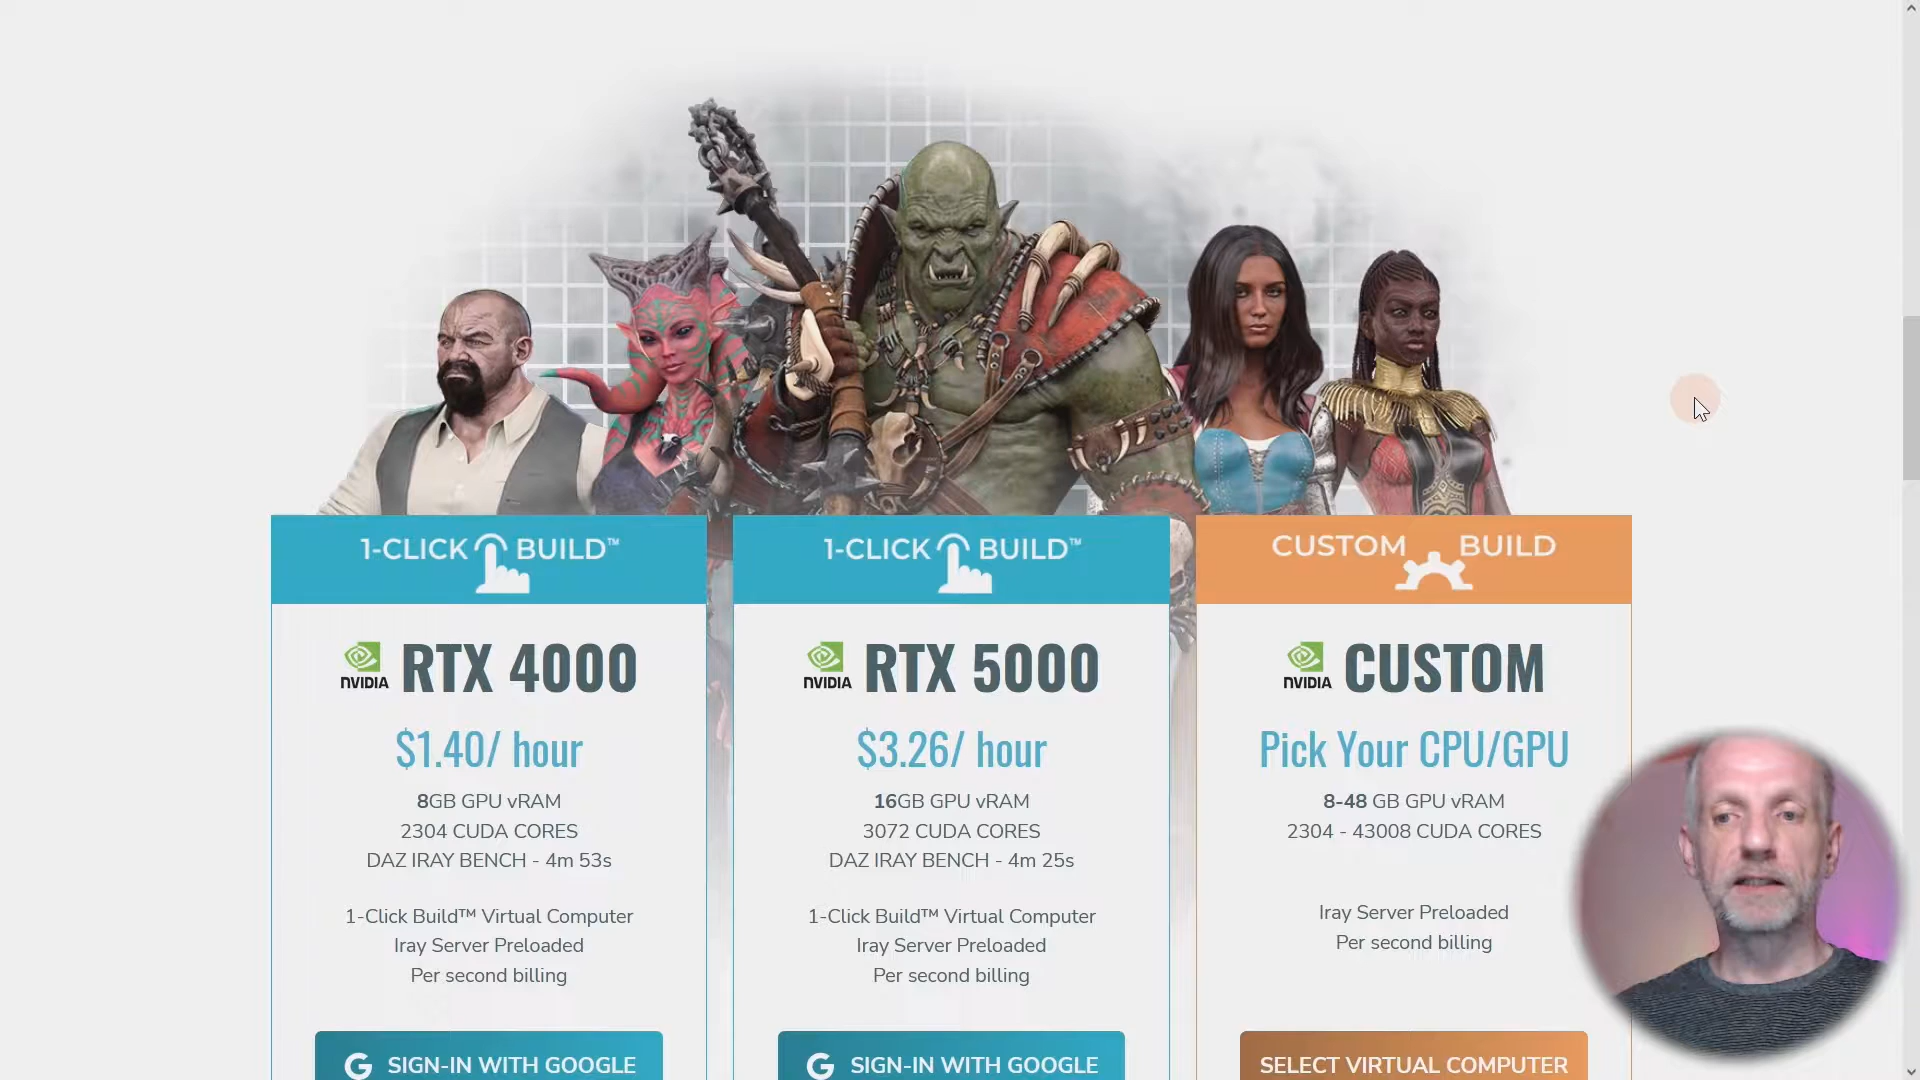 1-CLICK BUILD™
NVIDIA RTX 4000
$1.40/ hour
8GB GPU vRAM
2304 CUDA CORES
DAZ IRAY BENCH - 4m 53s
1-Click Build™ Virtual Computer
Iray Server Preloaded
Per second billing
G SIGN-IN WITH GOOGLE
1-CLICK BUILD™
NVIDIA RTX 5000
$3.26/ hour
16GB GPU vRAM
3072 CUDA CORES
DAZ IRAY BENCH - 4m 25s
1-Click Build™ Virtual Computer
Iray Server Preloaded
Per second billing
G SIGN-IN WITH GOOGLE
CUSTOM BUILD
NVIDIA CUSTOM
Pick Your CPU/GPU
8-48 GB GPU vRAM
2304 - 43008 CUDA CORES
Iray Server Preloaded
Per second billing
SELECT VIRTUAL COMPUTER